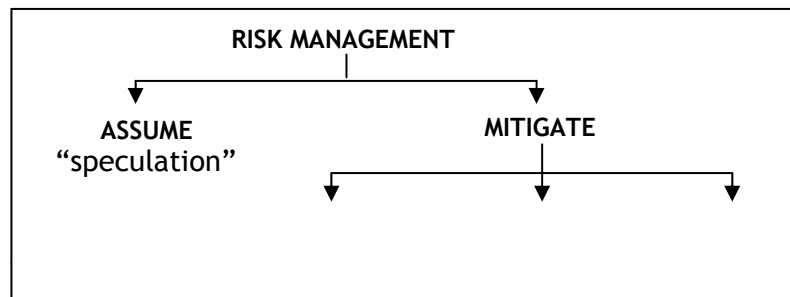 RISK MANAGEMENT
ASSUME
“speculation”
MITIGATE